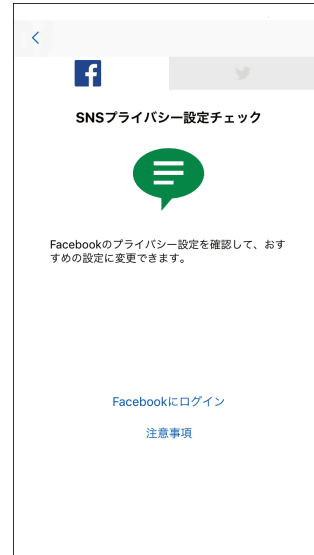 SNSプライバシー設定チェック
Facebookのプライバシー設定を確認して、おす
すめの設定に変更できます。
Facebookにログイン
注意事項